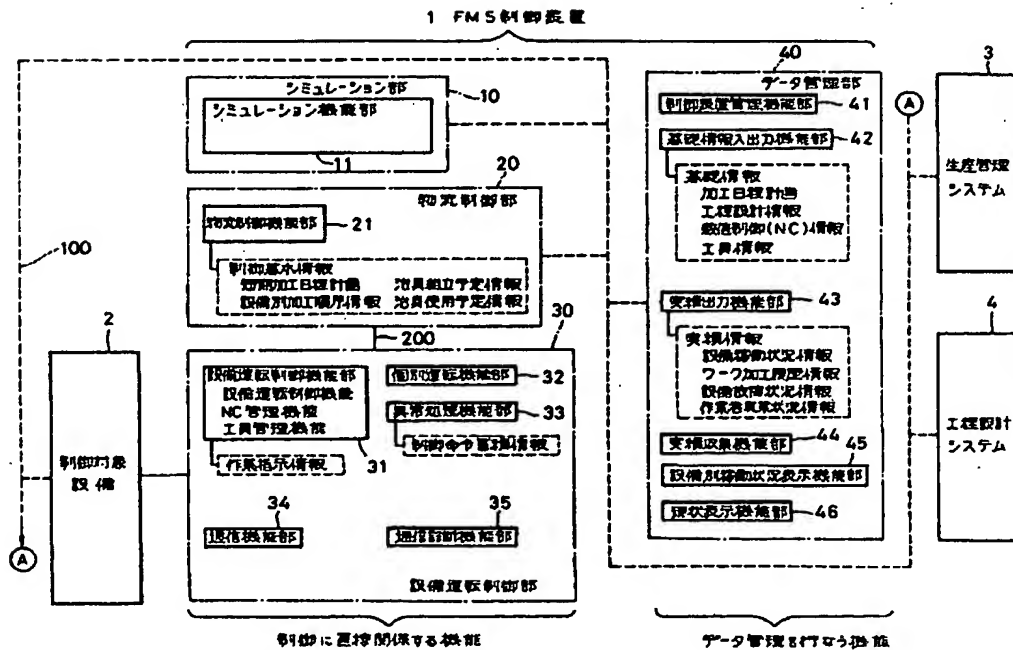 1 FMS制御装置
シミュレーション部
10
シミュレーション機能部
11
20
物流制御部
物流制御機能部
21
制御基本情報
短期加工日程計画 治具組立予定情報
設備別加工順序情報 治具使用予定情報
100
200
30
2
制御対象
設備
設備運転制御機能部
設備運転制御機能
NC管理機能
工具管理機能
31
作業指示情報
個別運転機能部
32
異常処理機能部
33
制御命令蓄積情報
34
通信機能部
35
通信制御機能部
設備運転制御部
A
制御に直接関係する機能
40
データ管理部
制御装置管理機能部
41
基礎情報入出力機能部
42
基礎情報
加工日程計画
工程設計情報
数値制御(NC)情報
工具情報
実績出力機能部
43
実績情報
設備稼動状況情報
ワーク加工履歴情報
設備故障状況情報
作業者作業状況情報
実績収集機能部
44
45
設備別稼動状況表示機能部
現状表示機能部
46
データ管理を行なう機能
A
3
生産管理
システム
4
工程設計
システム